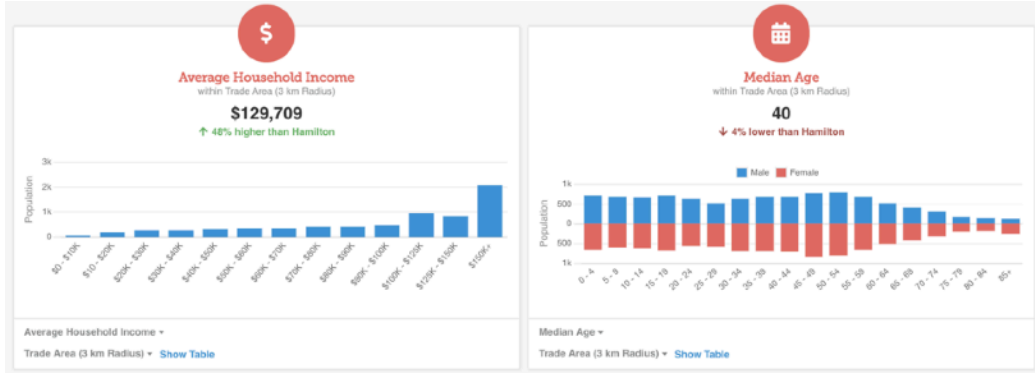 $
Average Household Income
within Trade Area (3 km Radius)
$129,709
↑ 48% higher than Hamilton
3k
2k
1k
0
Population
$0 - $10K
$10 - $20K
$20K - $30K
$30K - $40K
$40K - $50K
$50K - $60K
$60K - $70K
$70K - $80K
$80K - $90K
$90K - $100K
$100K - $125K
$125K - $150K
$150K+
Average Household Income
Trade Area (3 km Radius) Show Table
Median Age
within Trade Area (3 km Radius)
40
↓ 4% lower than Hamilton
Male Female
1k
500
0
500
1k
Population
0 - 4
5 - 9
10 - 14
15 - 19
20 - 24
25 - 29
30 - 34
35 - 39
40 - 44
45 - 49
50 - 54
55 - 59
60 - 64
65 - 69
70 - 74
75 - 79
80 - 84
85+
Median Age
Trade Area (3 km Radius) Show Table